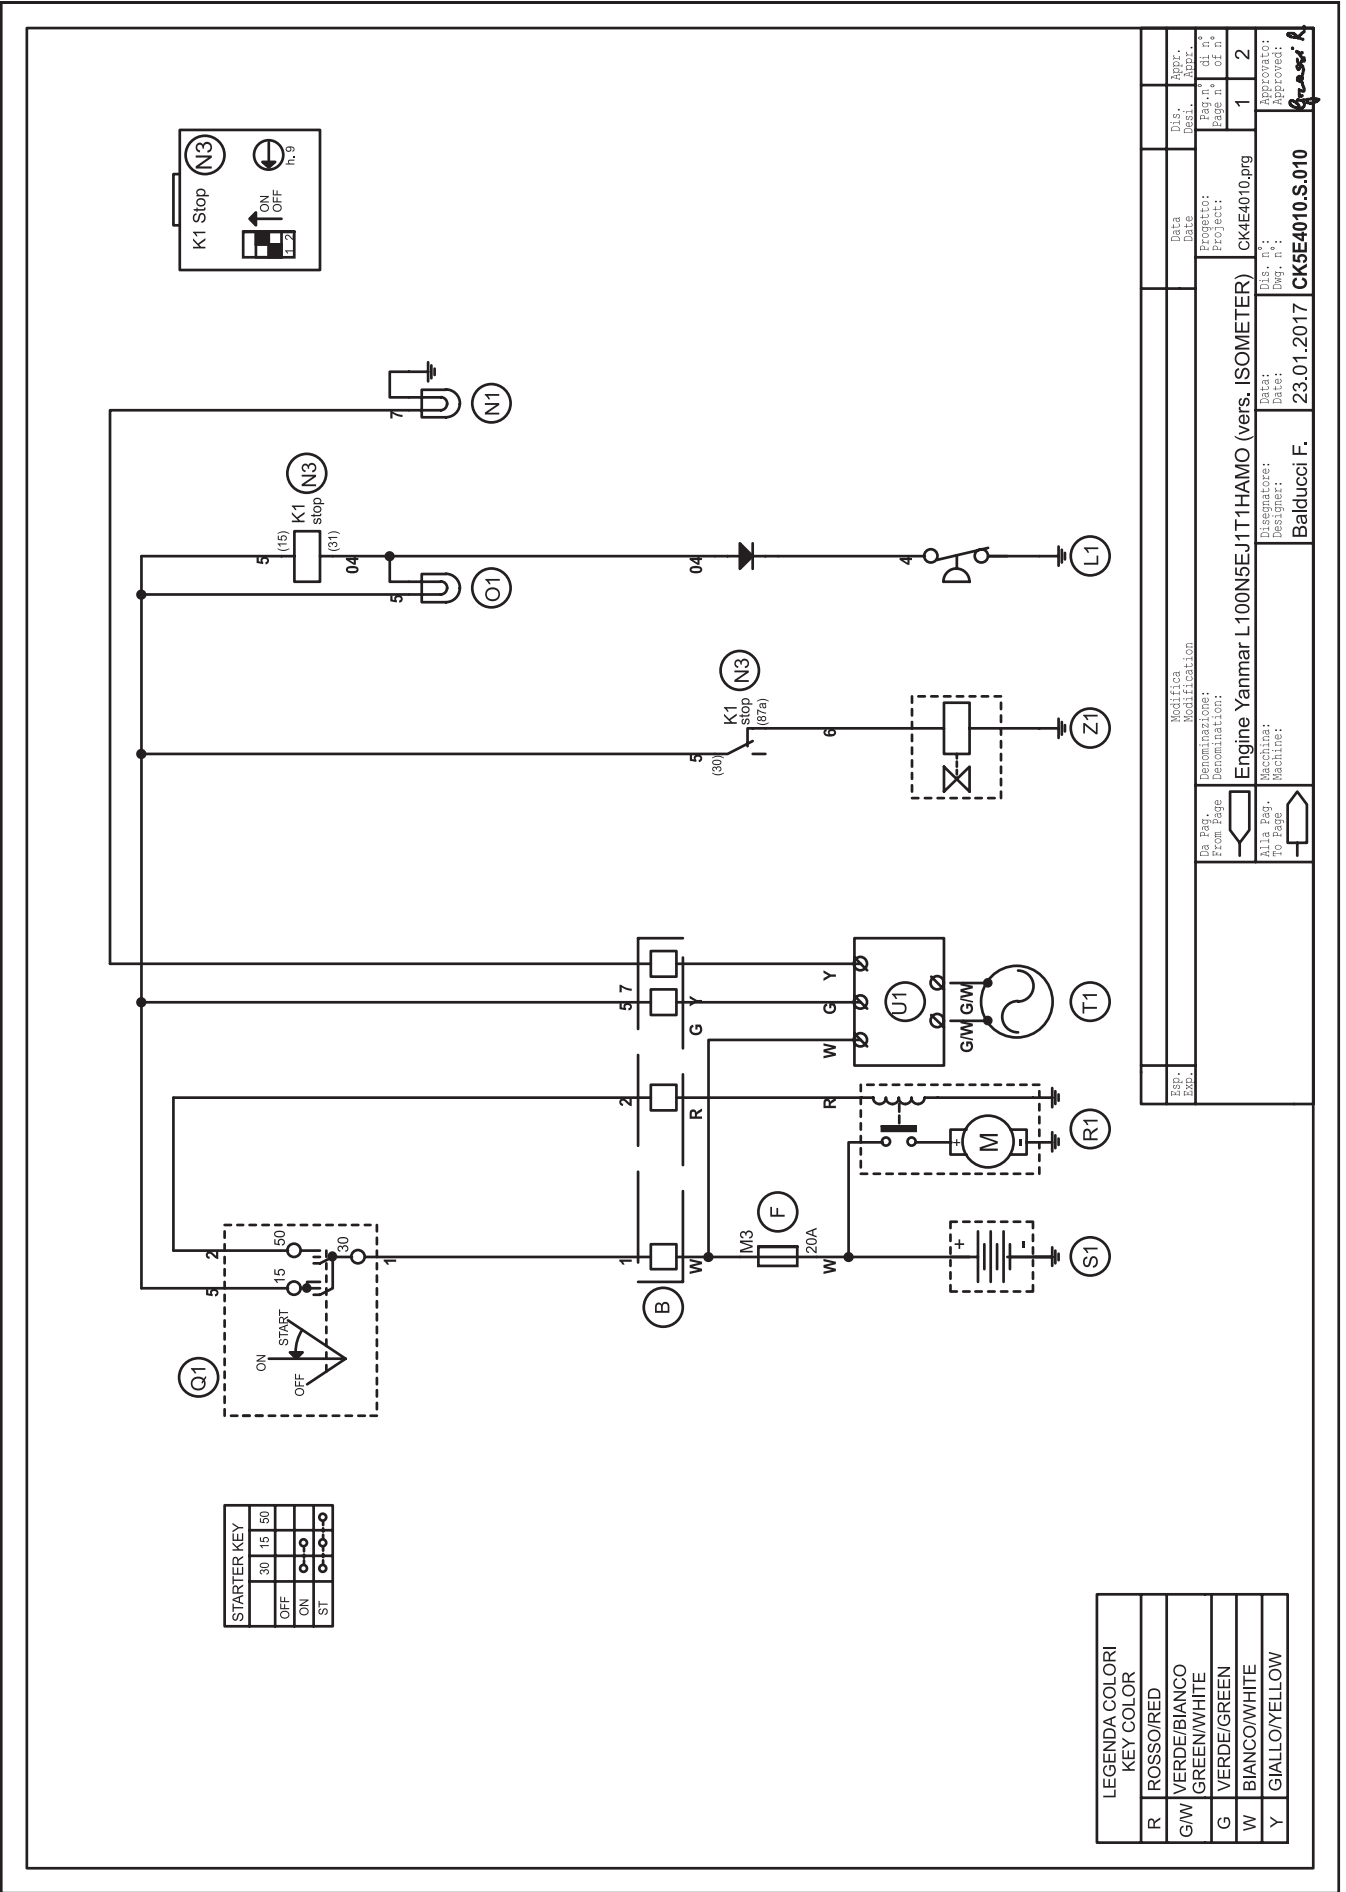 STARTER KEY
30 15 50
OFF
ON
ST
Q1
ON
START
OFF
5
2
15
50
30
1
K1 Stop
N3
1 2
ON
OFF
h. 9
5
(15)
K1
stop
N3
(31)
04
5
O1
7
N1
B
1
2
5
7
W
R
G
Y
M3
F
20A
W
R
W
G
Y
5
(30)
K1
stop
(87a)
N3
6
04
4
+
-
S1
+
M
-
R1
U1
G/W
G/W
T1
Z1
L1
LEGENDA COLORI
KEY COLOR
R ROSSO/RED
G/W VERDE/BIANCO
GREEN/WHITE
G VERDE/GREEN
W BIANCO/WHITE
Y GIALLO/YELLOW
Esp.
Exp.
Modifica
Modification
Data
Date
Dis.
Desi.
Appr.
Appr.
Da Pag.
From Page
Denominazione:
Denomination:
Engine Yanmar L100N5EJ1T1HAMO (vers. ISOMETER)
Progetto:
Project:
CK4E4010.prg
Pag.n°
Page n°
1
di n°
of n°
2
Alla Pag.
To Page
Macchina:
Machine:
Disegnatore:
Designer:
Balducci F.
Data:
Date:
23.01.2017
Dis. n°:
Dwg. n°:
CK5E4010.S.010
Approvato:
Approved: